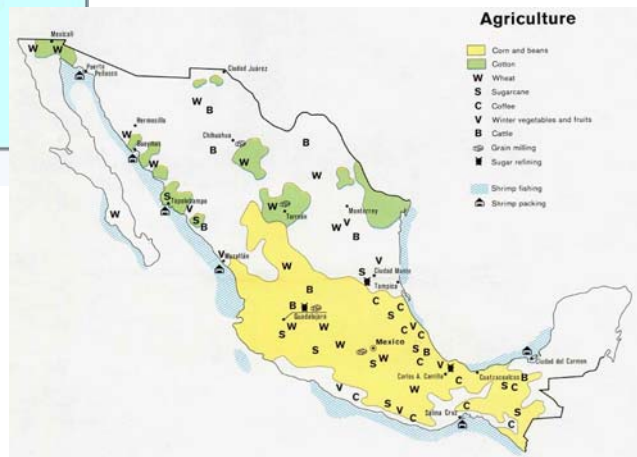 Agriculture
Corn and beans
Cotton
W Wheat
S Sugarcane
C Coffee
V Winter vegetables and fruits
B Cattle
Grain milling
Sugar refining
Shrimp fishing
Shrimp packing
Mexicali
W W
Puerto
Peñasco
Ciudad Juárez
W
B
Hermosillo
W
Chihuahua
B
B
Guaymas
W
W
W
S
Topolobampo
V
S
B
W
W
Torreón
Monterrey
V
W
B
V
Mazatlán
W
V
S
Ciudad Mante
Tampico
B
C
C
S
B
Guadalajara
W
W
S
S
W
Mexico
S
W
C
V
C
S
B
C
V
Carlos A. Carrillo
C
Coatzacoalcos
B
S
C
Ciudad del Carmen
W
V
C
S
V
C
C
Salina Cruz
S
C